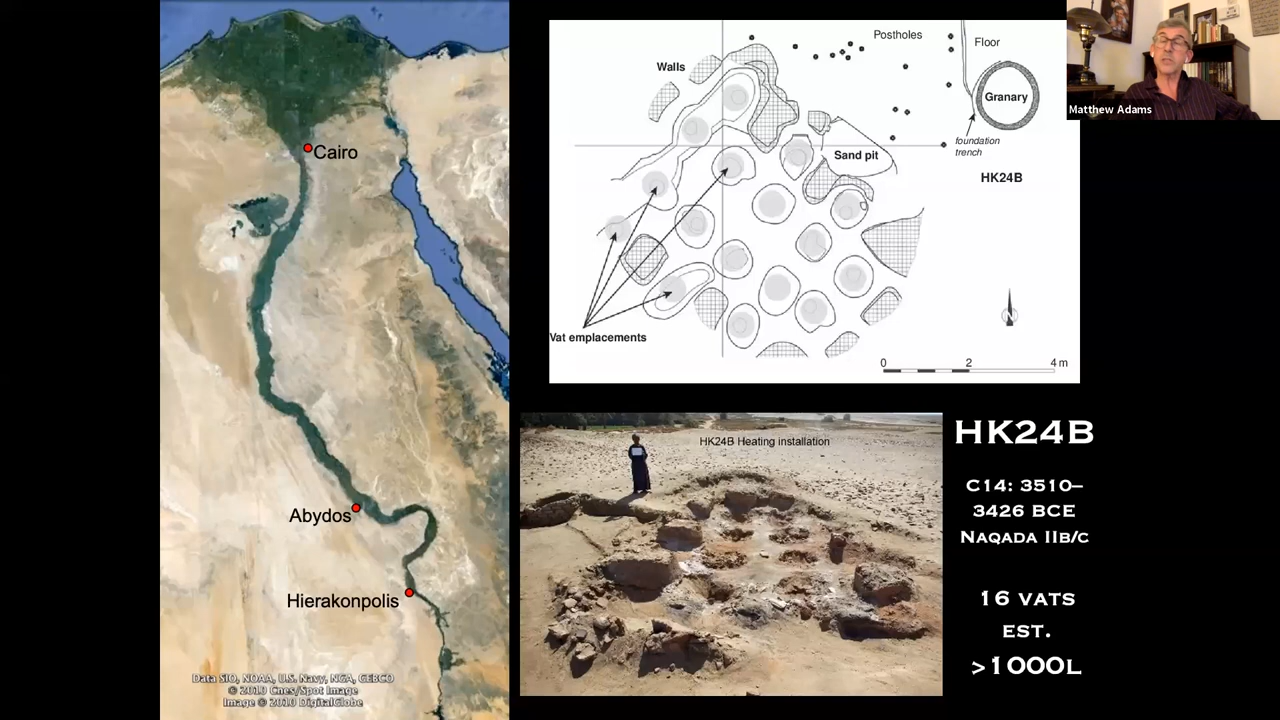 Cairo
Abydos
Hierakonpolis
Data SIO, NOAA, U.S. Navy, NGA, GEBCO
© 2013 Cnes/Spot Image
Image © 2010 DigitalGlobe
Postholes
Floor
Walls
Granary
foundation
trench
Sand pit
HK24B
Vat emplacements
N
0 2 4 m
Matthew Adams
HK24B Heating installation
HK24B
C14: 3510–
3426 BCE
Naqada IIb/c
16 vats
est.
>1000L